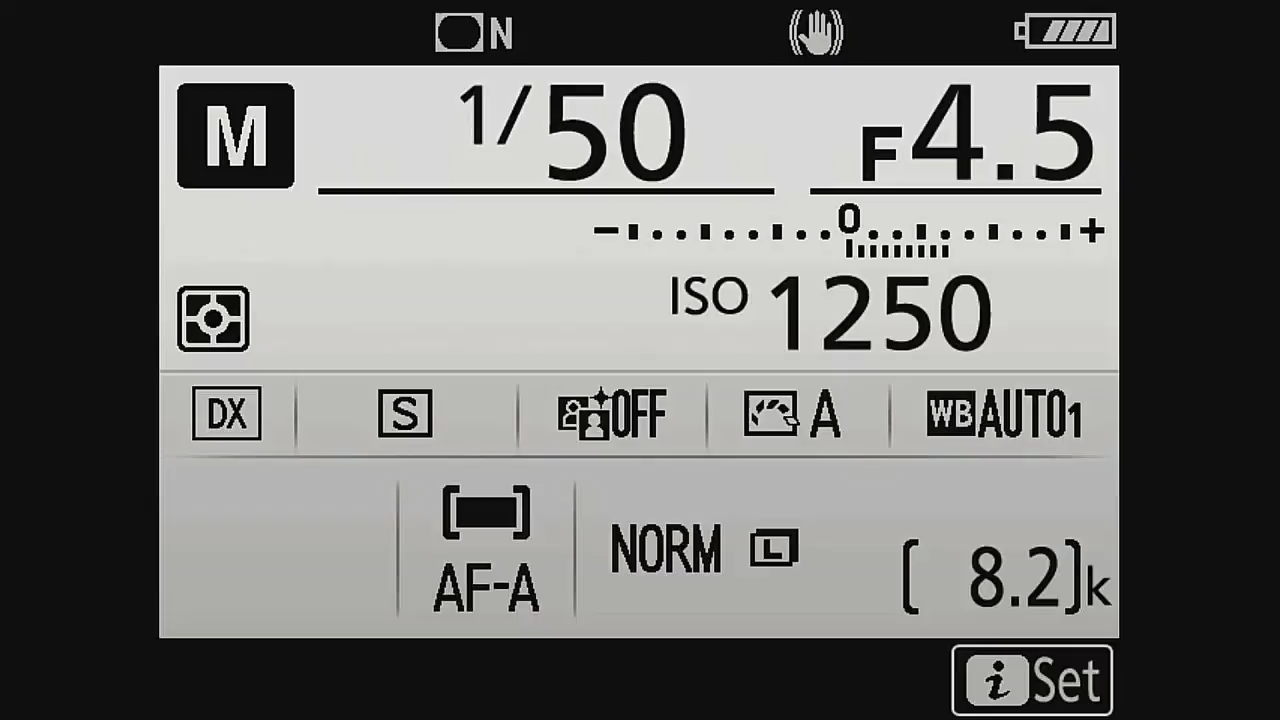 N
M 1/50 F4.5
- 0 +
ISO 1250
DX S OFF A WB AUTO1
AF-A NORM L [ 8.2]k
i Set